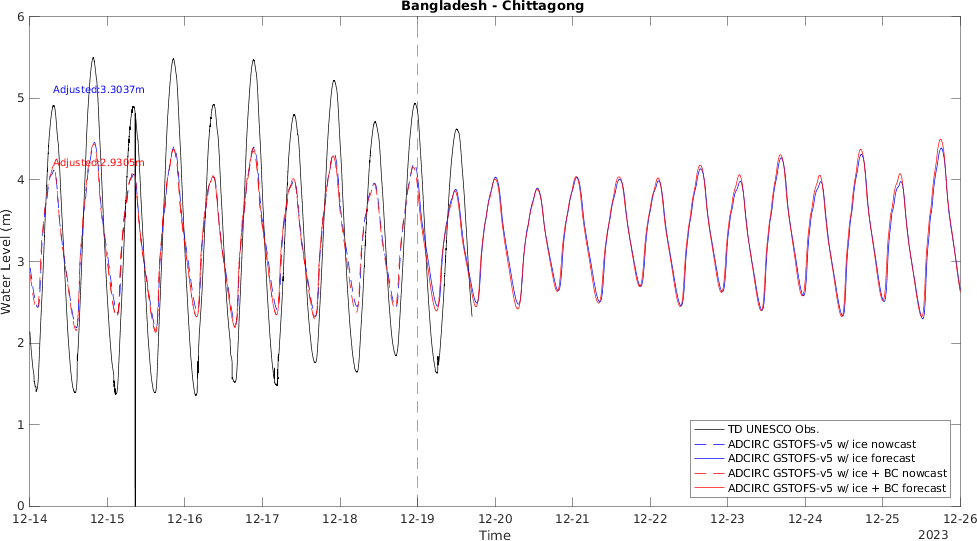 Bangladesh - Chittagong
6
5
4
3
2
1
0
Water Level (m)
Adjusted:3.3037m
Adjusted:2.9305m
TD UNESCO Obs.
ADCIRC GSTOFS-v5 w/ ice nowcast
ADCIRC GSTOFS-v5 w/ ice forecast
ADCIRC GSTOFS-v5 w/ ice + BC nowcast
ADCIRC GSTOFS-v5 w/ ice + BC forecast
12-14 12-15 12-16 12-17 12-18 12-19 12-20 12-21 12-22 12-23 12-24 12-25 12-26
Time
2023